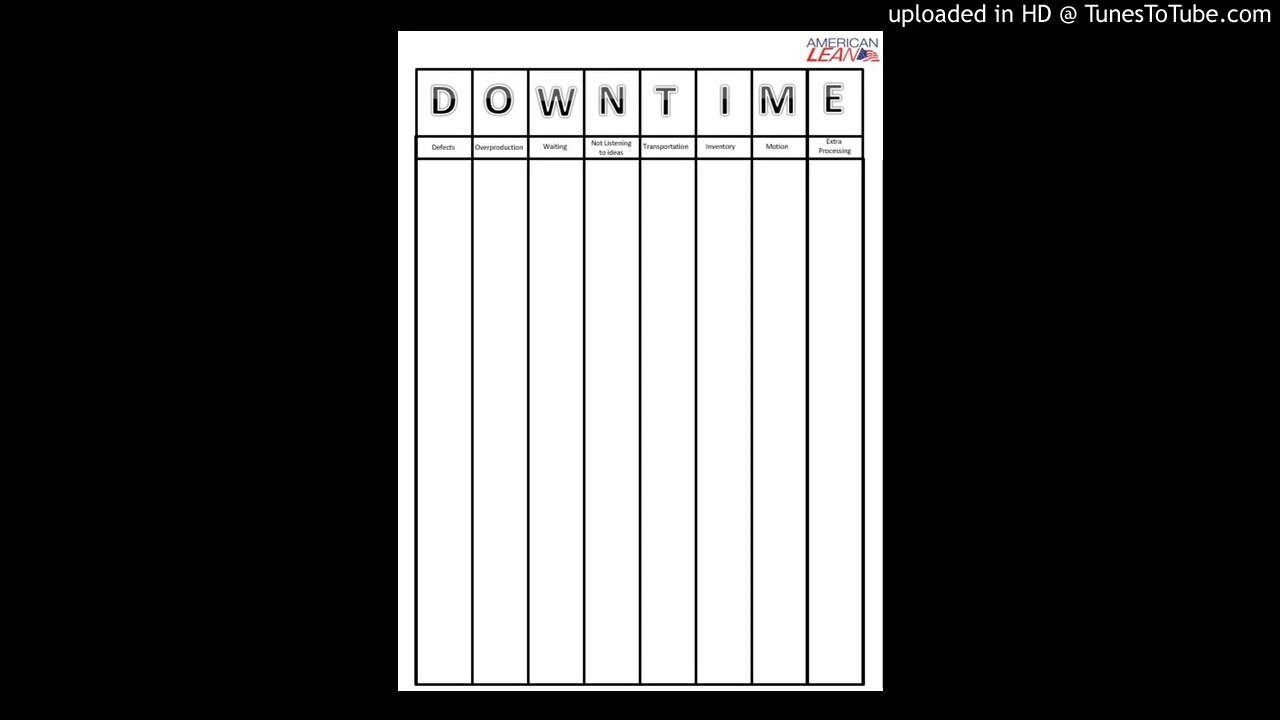 uploaded in HD @ TunesToTube.com
AMERICAN
LEAN
D O W N T I M E
Defects Overproduction Waiting Not Listening to ideas Transportation Inventory Motion Extra Processing